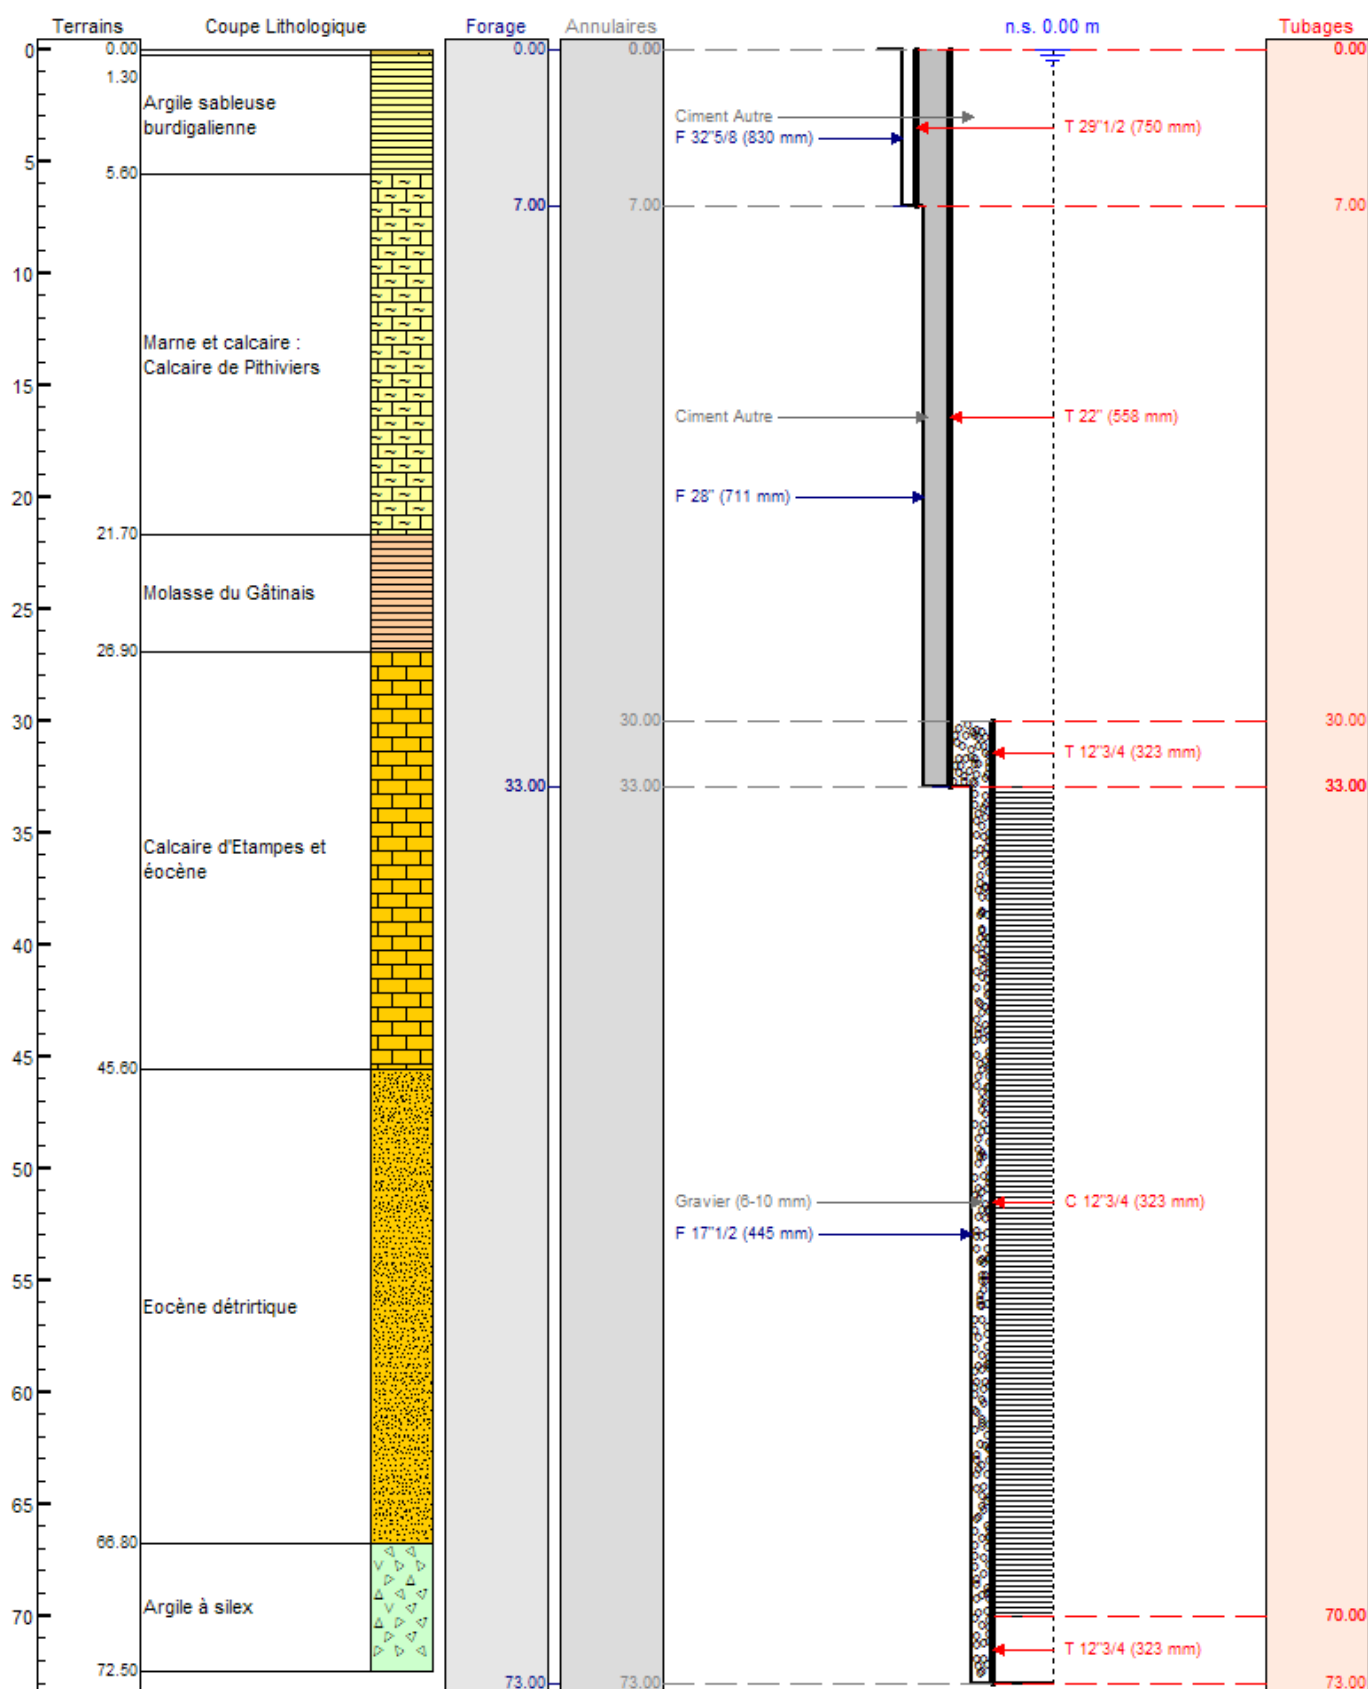 Terrains
Coupe Lithologique
Forage
Annulaires
n.s. 0.00 m
Tubages
0
5
10
15
20
25
30
35
40
45
50
55
60
65
70
0.00
1.30
5.60
21.70
26.90
45.60
66.80
72.50
Argile sableuse
burdigalienne
Marne et calcaire :
Calcaire de Pithiviers
Molasse du Gâtinais
Calcaire d'Etampes et
éocène
Eocène détrirtique
Argile à silex
0.00
7.00
33.00
73.00
0.00
7.00
30.00
33.00
73.00
Ciment Autre
F 32"5/8 (830 mm)
Ciment Autre
F 28" (711 mm)
Gravier (6-10 mm)
F 17"1/2 (445 mm)
T 29"1/2 (750 mm)
T 22" (558 mm)
T 12"3/4 (323 mm)
C 12"3/4 (323 mm)
T 12"3/4 (323 mm)
0.00
7.00
30.00
33.00
70.00
73.00